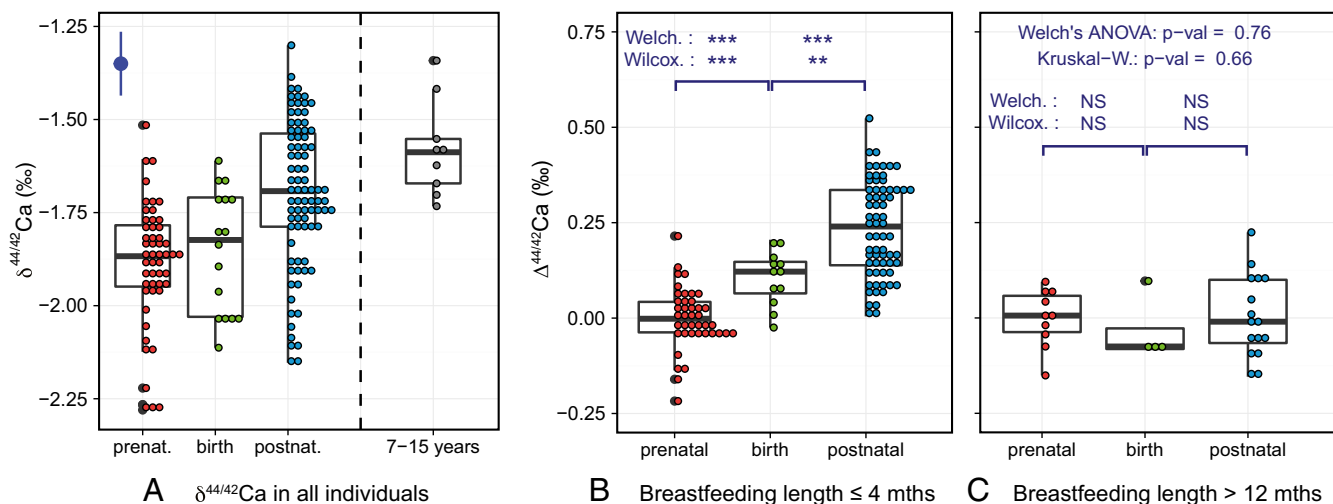 −1.25
−1.50
−1.75
−2.00
−2.25
δ44/42Ca (‰)
prenat. birth postnat. 7−15 years
A δ44/42Ca in all individuals
0.75
0.50
0.25
0.00
−0.25
Δ44/42Ca (‰)
Welch. : *** ***
Wilcox. : *** **
prenatal birth postnatal
B Breastfeeding length ≤ 4 mths
Welch's ANOVA: p−val = 0.76
Kruskal−W.: p−val = 0.66
Welch. : NS NS
Wilcox. : NS NS
prenatal birth postnatal
C Breastfeeding length > 12 mths